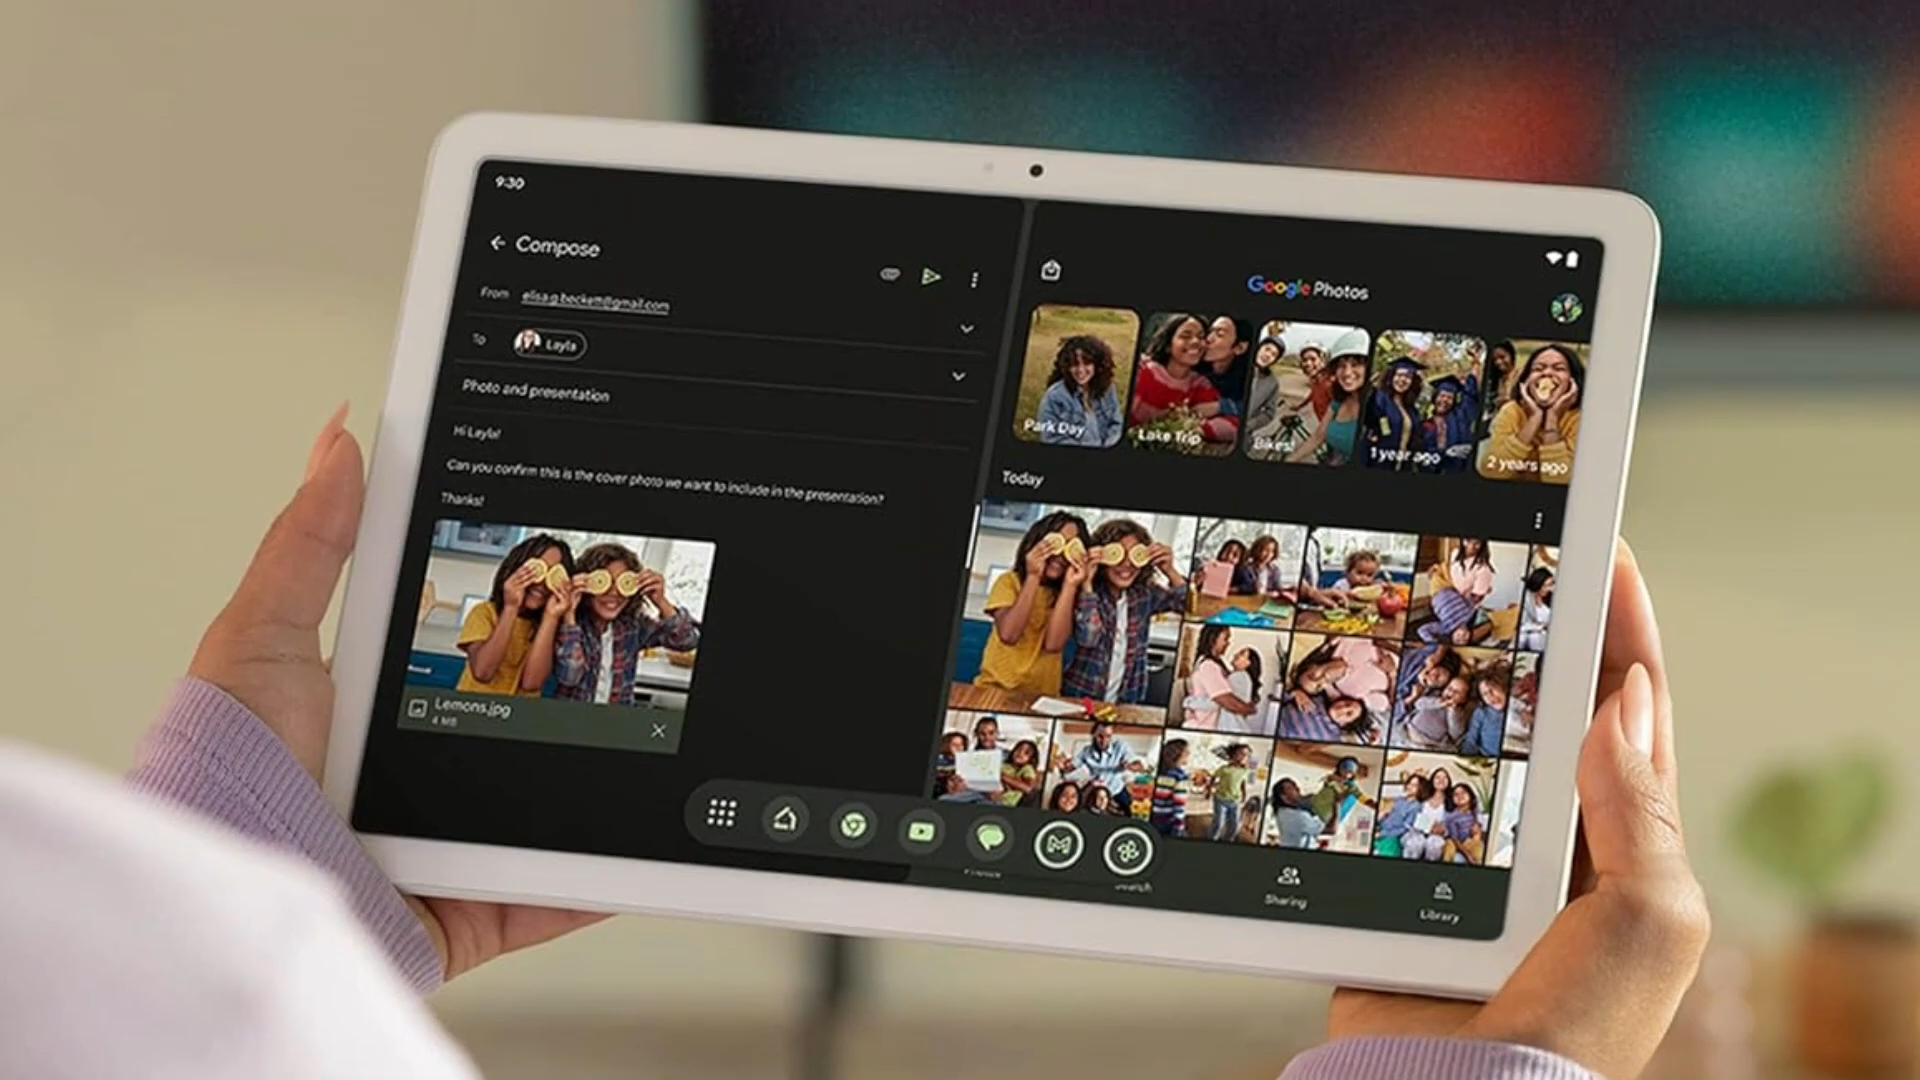 9:30
Compose
From elisa.g.beckett@gmail.com
To Layla
Photo and presentation
Hi Layla!
Can you confirm this is the cover photo we want to include in the presentation?
Thanks!
Lemons.jpg
4 MB
Google Photos
Park Day
Lake Trip
Bikes!
1 year ago
2 years ago
Today
Sharing
Library